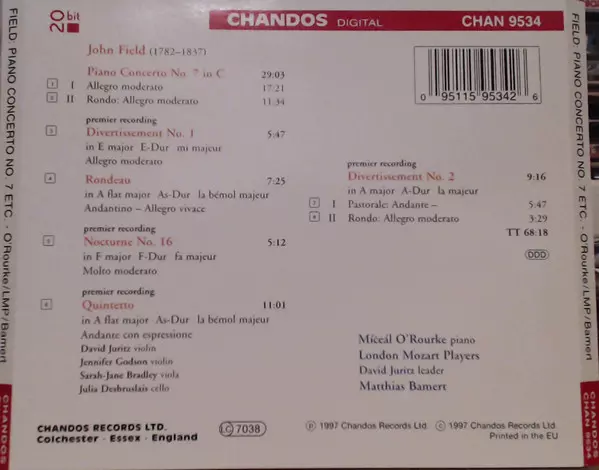 20 bit
CHANDOS DIGITAL
CHAN 9534
John Field (1782–1837)
Piano Concerto No. 7 in C 29:03
1 I Allegro moderato 17:21
2 II Rondo: Allegro moderato 11:34
premier recording
3 Divertissement No. 1 5:47
in E major E-Dur mi majeur
Allegro moderato
4 Rondeau 7:25
in A flat major As-Dur la bémol majeur
Andantino – Allegro vivace
premier recording
5 Nocturne No. 16 5:12
in F major F-Dur fa majeur
Molto moderato
premier recording
6 Quintetto 11:01
in A flat major As-Dur la bémol majeur
Andante con espressione
David Juritz violin
Jennifer Godson violin
Sarah-Jane Bradley viola
Julia Desbruslais cello
0 95115 95342 6
premier recording
Divertissement No. 2 9:16
in A major A-Dur la majeur
7 I Pastorale: Andante – 5:47
8 II Rondo: Allegro moderato 3:29
TT 68:18
DDD
Míceál O'Rourke piano
London Mozart Players
David Juritz leader
Matthias Bamert
CHANDOS RECORDS LTD.
Colchester · Essex · England
LC 7038
℗ 1997 Chandos Records Ltd. © 1997 Chandos Records Ltd.
Printed in the EU
FIELD: PIANO CONCERTO NO. 7 ETC. - O'Rourke/LMP/Bamert
CHANDOS
CHAN 9534
FIELD: PIANO CONCERTO NO. 7 ETC. - O'Rourke/LMP/Bamert
CHANDOS
CHAN 9534